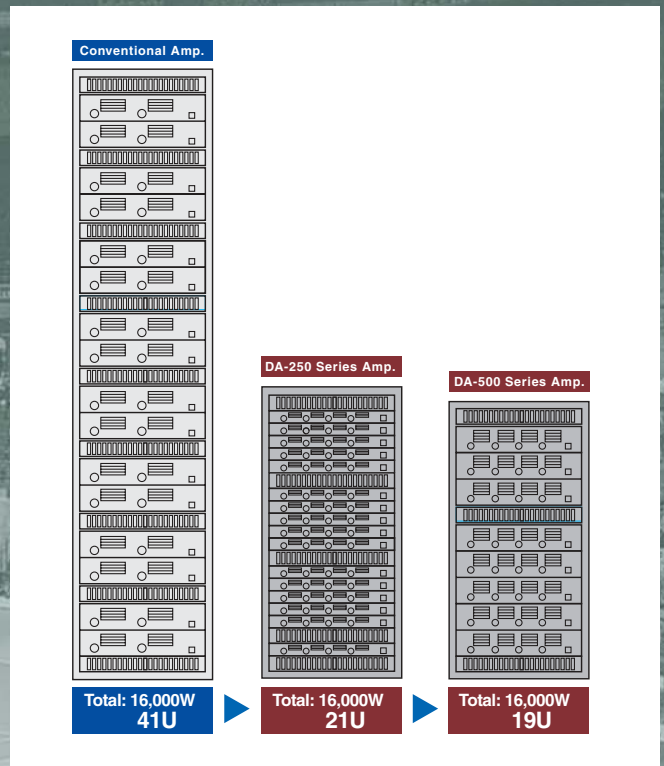 Conventional Amp.
DA-250 Series Amp.
DA-500 Series Amp.
Total: 16,000W
41U
Total: 16,000W
21U
Total: 16,000W
19U